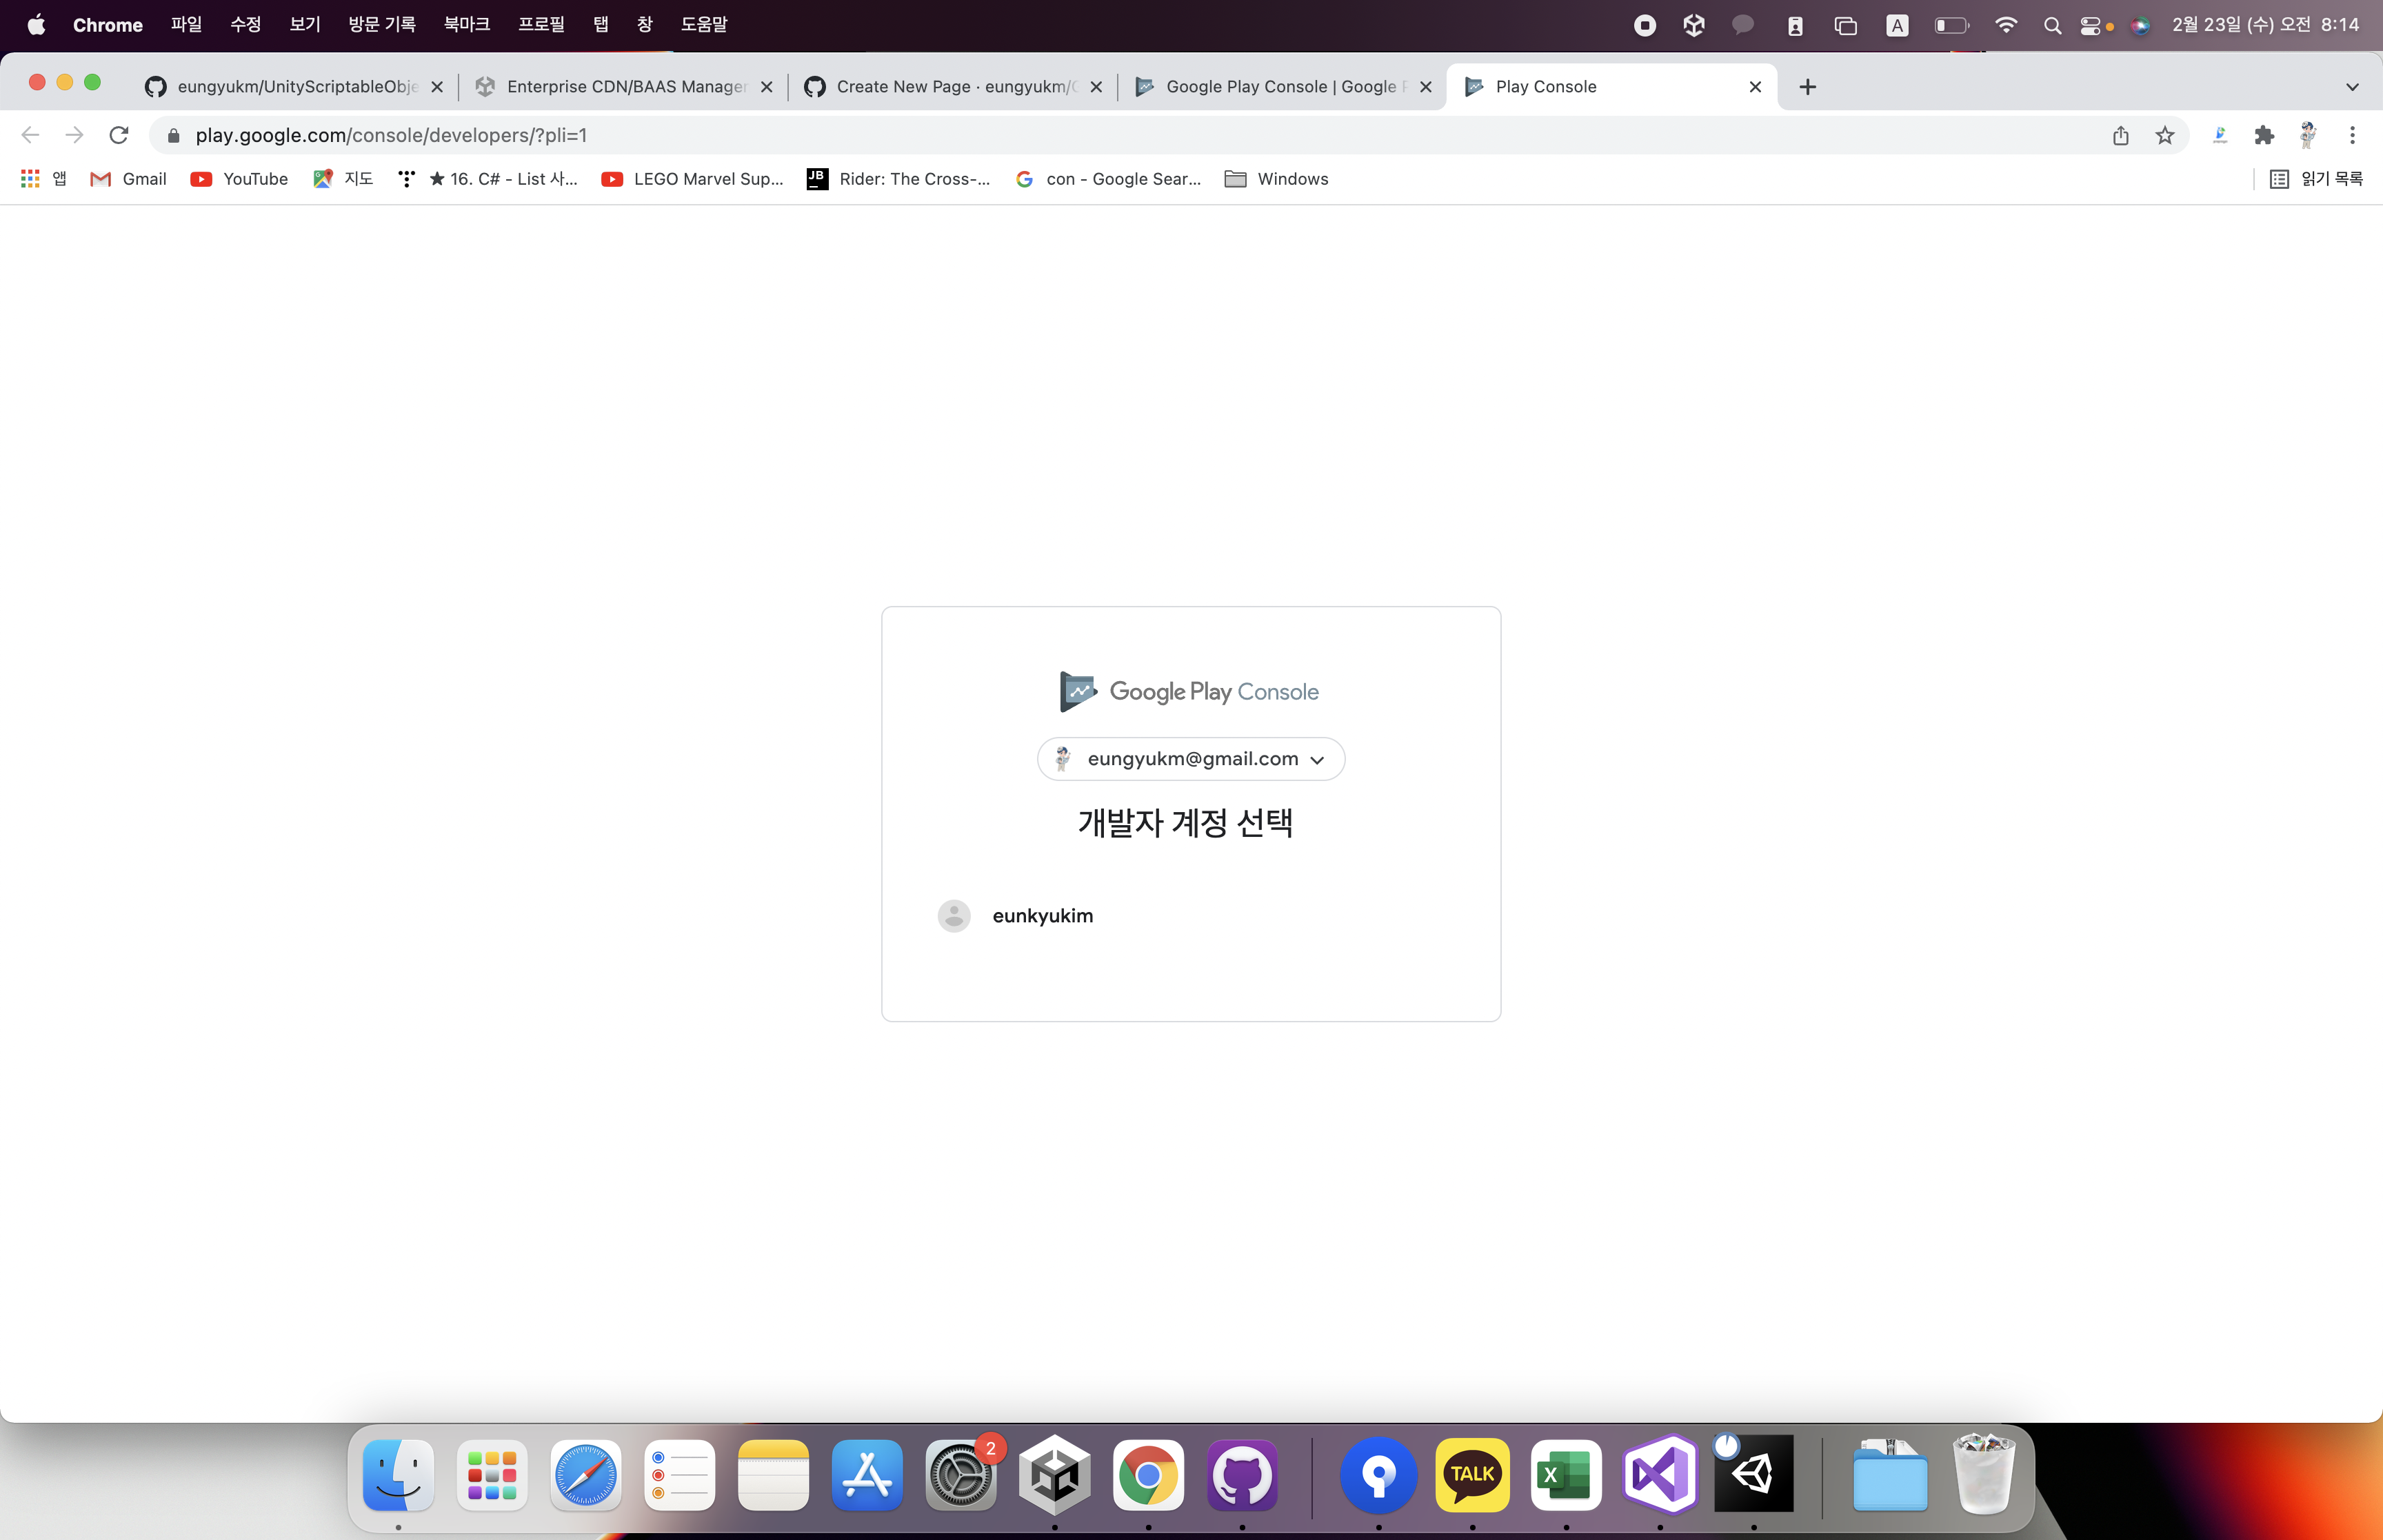 Chrome 파일 수정 보기 방문 기록 북마크 프로필 탭 창 도움말 A 2월 23일 (수) 오전 8:14
eungyukm/UnityScriptableObje Enterprise CDN/BAAS Manager Create New Page · eungyukm/ Google Play Console | Google Play Console
play.google.com/console/developers/?pli=1
앱 Gmail YouTube 지도 ★ 16. C# - List 사... LEGO Marvel Sup... JB Rider: The Cross-... con - Google Sear... Windows 읽기 목록
Google Play Console
eungyukm@gmail.com
개발자 계정 선택
eunkyukim
2
TALK
X